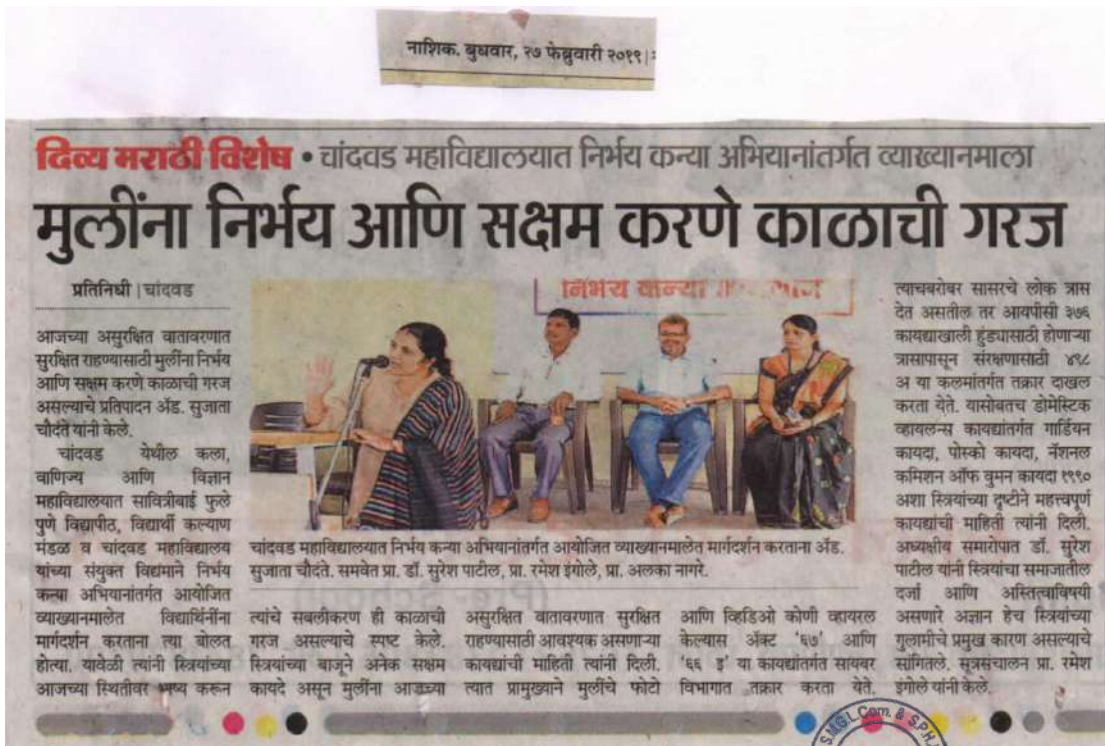 नाशिक. बुधवार, २७ फेब्रुवारी २०१९
दिव्य मराठी विशेष • चांदवड महाविद्यालयात निर्भय कन्या अभियानांतर्गत व्याख्यानमाला
मुलींना निर्भय आणि सक्षम करणे काळाची गरज
प्रतिनिधी | चांदवड
आजच्या असुरक्षित वातावरणात
सुरक्षित राहण्यासाठी मुलींना निर्भय
आणि सक्षम करणे काळाची गरज
असल्याचे प्रतिपादन ॲड. सुजाता
चौदंते यांनी केले.
चांदवड येथील कला,
वाणिज्य आणि विज्ञान
महाविद्यालयात सावित्रीबाई फुले
पुणे विद्यापीठ, विद्यार्थी कल्याण
मंडळ व चांदवड महाविद्यालय
यांच्या संयुक्त विद्यमाने निर्भय
कन्या अभियानांतर्गत आयोजित
व्याख्यानमालेत विद्यार्थिनींना
मार्गदर्शन करताना त्या बोलत
होत्या. यावेळी त्यांनी स्त्रियांच्या
आजच्या स्थितीवर भाष्य करून
निर्भय कन्या
चांदवड महाविद्यालयात निर्भय कन्या अभियानांतर्गत आयोजित व्याख्यानमालेत मार्गदर्शन करताना ॲड.
सुजाता चौदंते. समवेत प्रा. डॉ. सुरेश पाटील, प्रा. रमेश इंगोले, प्रा. अलका नागरे.
त्यांचे सबलीकरण ही काळाची
गरज असल्याचे स्पष्ट केले.
स्त्रियांच्या बाजूने अनेक सक्षम
कायदे असून मुलींना आजच्या
असुरक्षित वातावरणात सुरक्षित
राहण्यासाठी आवश्यक असणाऱ्या
कायद्यांची माहिती त्यांनी दिली.
त्यात प्रामुख्याने मुलींचे फोटो
आणि व्हिडिओ कोणी व्हायरल
केल्यास ॲक्ट '६७' आणि
'६६ इ' या कायद्यांतर्गत सायबर
विभागात तक्रार करता येते.
त्याचबरोबर सासरचे लोक त्रास
देत असतील तर आयपीसी ३७६
कायद्याखाली हुंड्यासाठी होणाऱ्या
त्रासापासून संरक्षणासाठी ४९८
अ या कलमांतर्गत तक्रार दाखल
करता येते. यासोबतच डोमेस्टिक
व्हायलन्स कायद्यांतर्गत गार्डियन
कायदा, पोस्को कायदा, नॅशनल
कमिशन ऑफ वुमन कायदा १९९०
अशा स्त्रियांच्या दृष्टीने महत्त्वपूर्ण
कायद्यांची माहिती त्यांनी दिली.
अध्यक्षीय समारोपात डॉ. सुरेश
पाटील यांनी स्त्रियांचा समाजातील
दर्जा आणि अस्तित्वाविषयी
असणारे अज्ञान हेच स्त्रियांच्या
गुलामीचे प्रमुख कारण असल्याचे
सांगितले. सूत्रसंचालन प्रा. रमेश
इंगोले यांनी केले.
S.M.G.L.Com. & S.P.H.